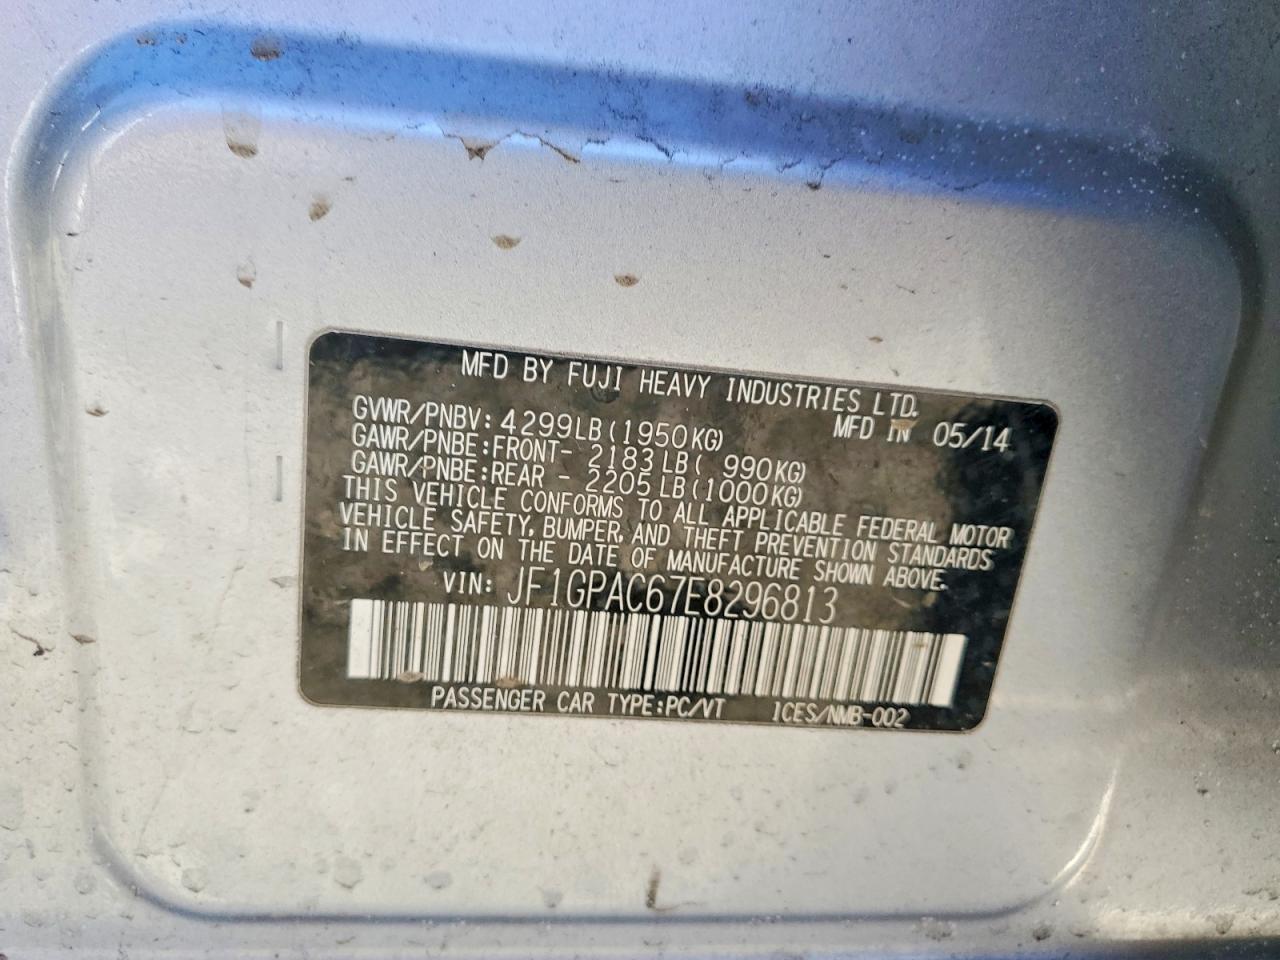 MFD BY FUJI HEAVY INDUSTRIES LTD.
MFD IN 05/14
GVWR/PNBV: 4299LB(1950KG)
GAWR/PNBE:FRONT- 2183LB( 990KG)
GAWR/PNBE:REAR - 2205LB(1000KG)
THIS VEHICLE CONFORMS TO ALL APPLICABLE FEDERAL MOTOR
VEHICLE SAFETY, BUMPER, AND THEFT PREVENTION STANDARDS
IN EFFECT ON THE DATE OF MANUFACTURE SHOWN ABOVE.
VIN: JF1GPAC67E8296813
PASSENGER CAR TYPE:PC/VT 1CES/NMB-002